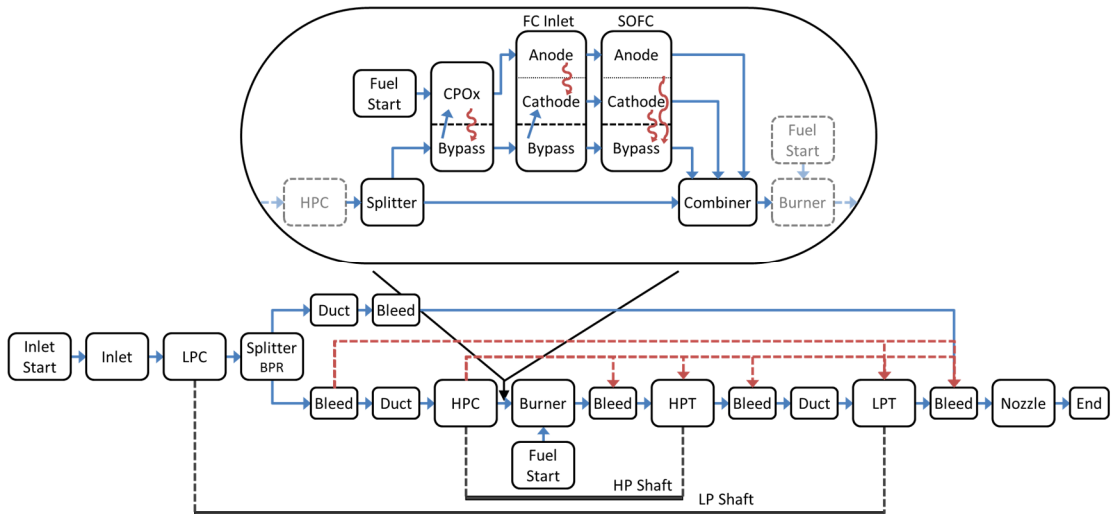 FC Inlet
SOFC
Anode
Anode
Fuel
Start
CPOx
Cathode
Cathode
Fuel
Start
Bypass
Bypass
Bypass
HPC
Splitter
Combiner
Burner
Duct
Bleed
Inlet
Start
Inlet
LPC
Splitter
BPR
Bleed
Duct
HPC
Burner
Bleed
HPT
Bleed
Duct
LPT
Bleed
Nozzle
End
Fuel
Start
HP Shaft
LP Shaft